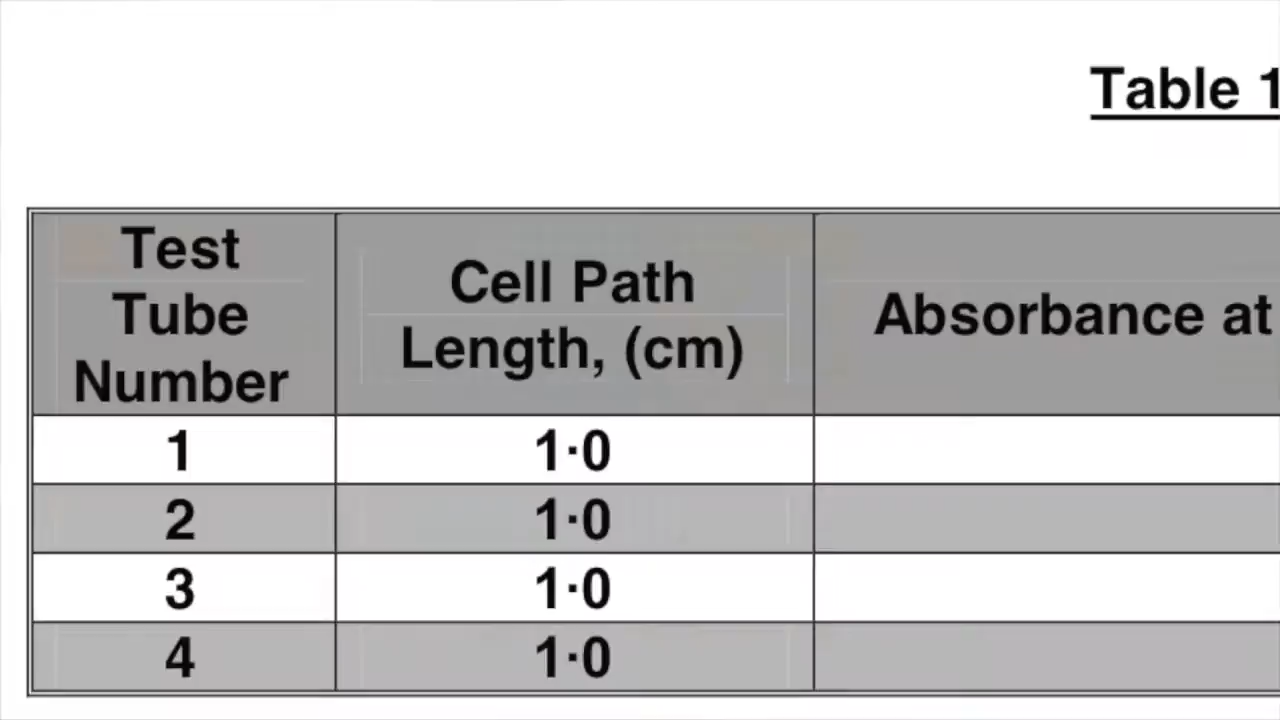 Table 1
Test
Tube
Number
Cell Path
Length, (cm)
Absorbance at
1 1·0
2 1·0
3 1·0
4 1·0